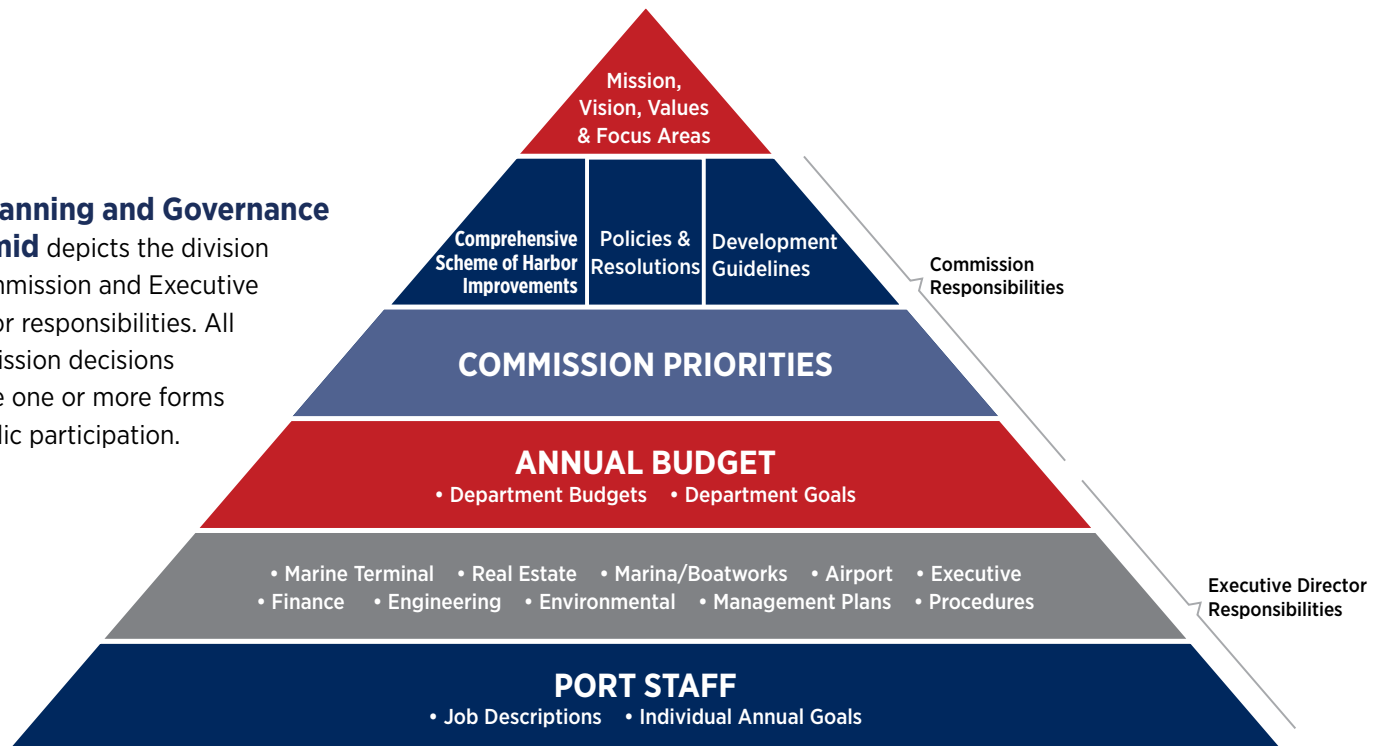 Mission,
Vision, Values
& Focus Areas
anning and Governance
mid depicts the division
mmission and Executive
or responsibilities. All
ission decisions
e one or more forms
lic participation.
Comprehensive
Scheme of Harbor
Improvements
Policies &
Resolutions
Development
Guidelines
Commission
Responsibilities
COMMISSION PRIORITIES
ANNUAL BUDGET
• Department Budgets • Department Goals
• Marine Terminal • Real Estate • Marina/Boatworks • Airport • Executive
• Finance • Engineering • Environmental • Management Plans • Procedures
Executive Director
Responsibilities
PORT STAFF
• Job Descriptions • Individual Annual Goals